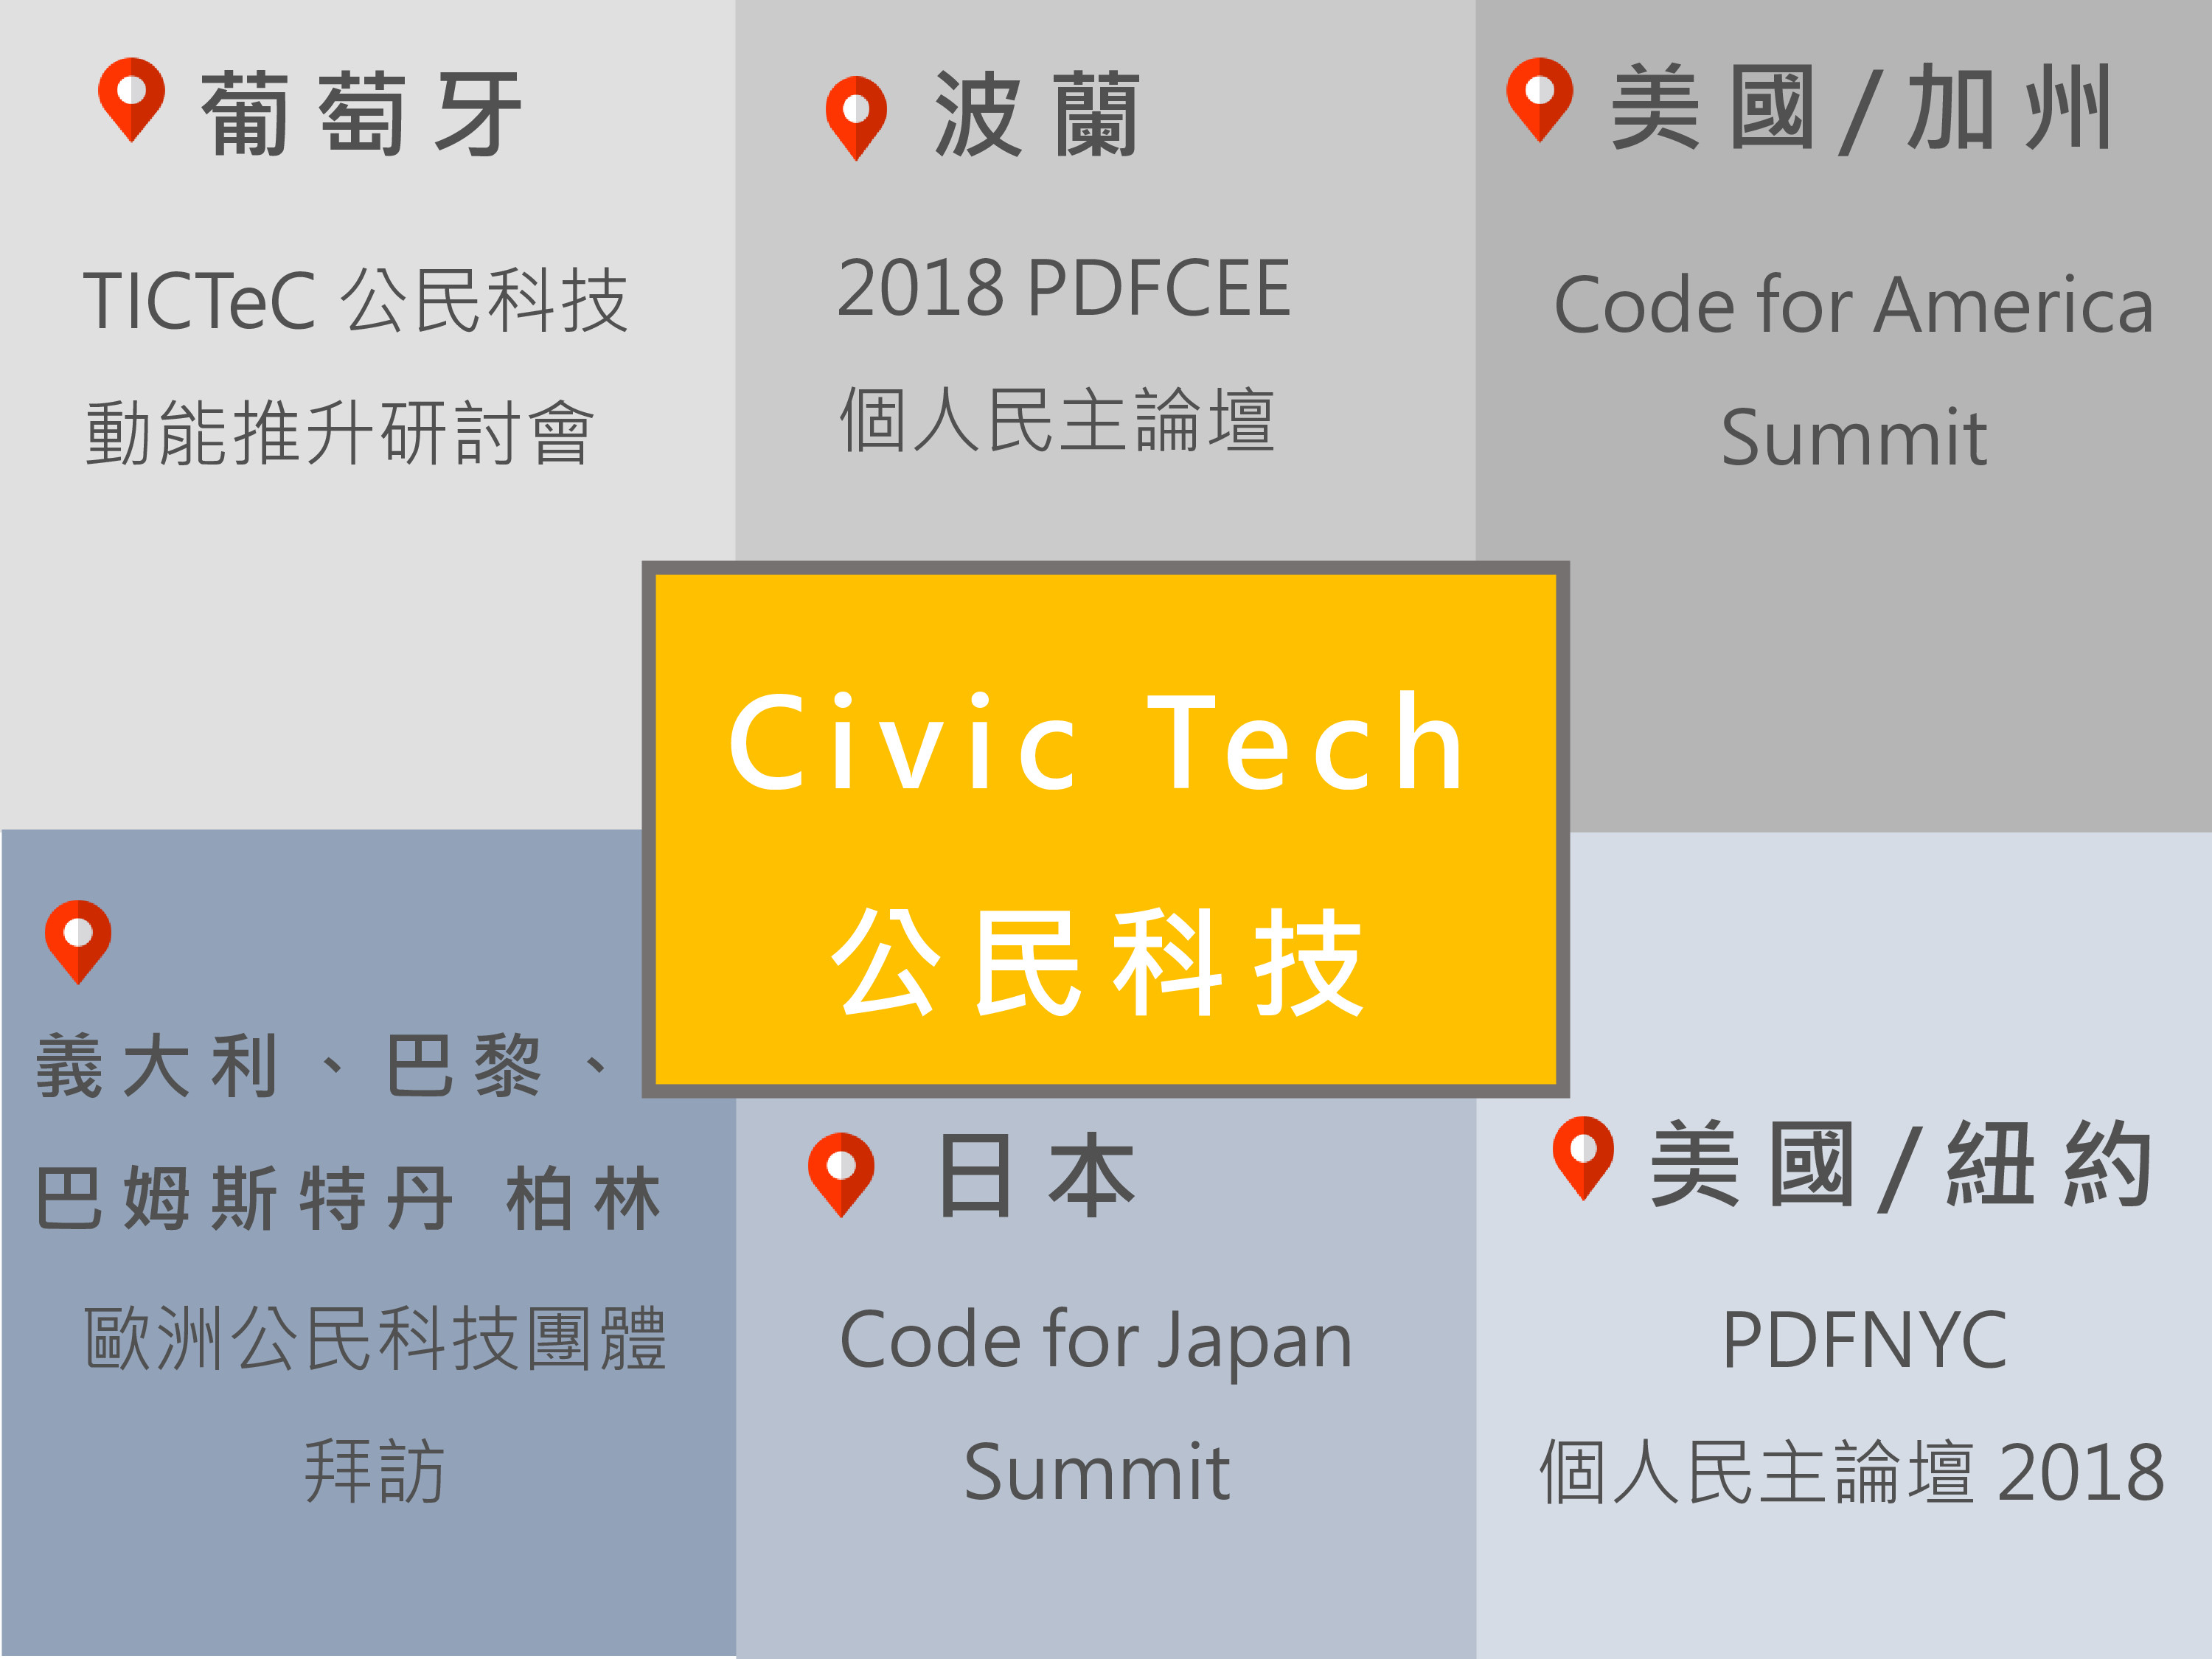 葡萄牙
TICTeC 公民科技
動能推升研討會
波蘭
2018 PDFCEE
個人民主論壇
美國/加州
Code for America
Summit
Civic Tech
公民科技
義大利、巴黎、
巴賽斯特丹 柏林
歐洲公民科技團體
拜訪
日本
Code for Japan
Summit
美國/紐約
PDFNYC
個人民主論壇 2018